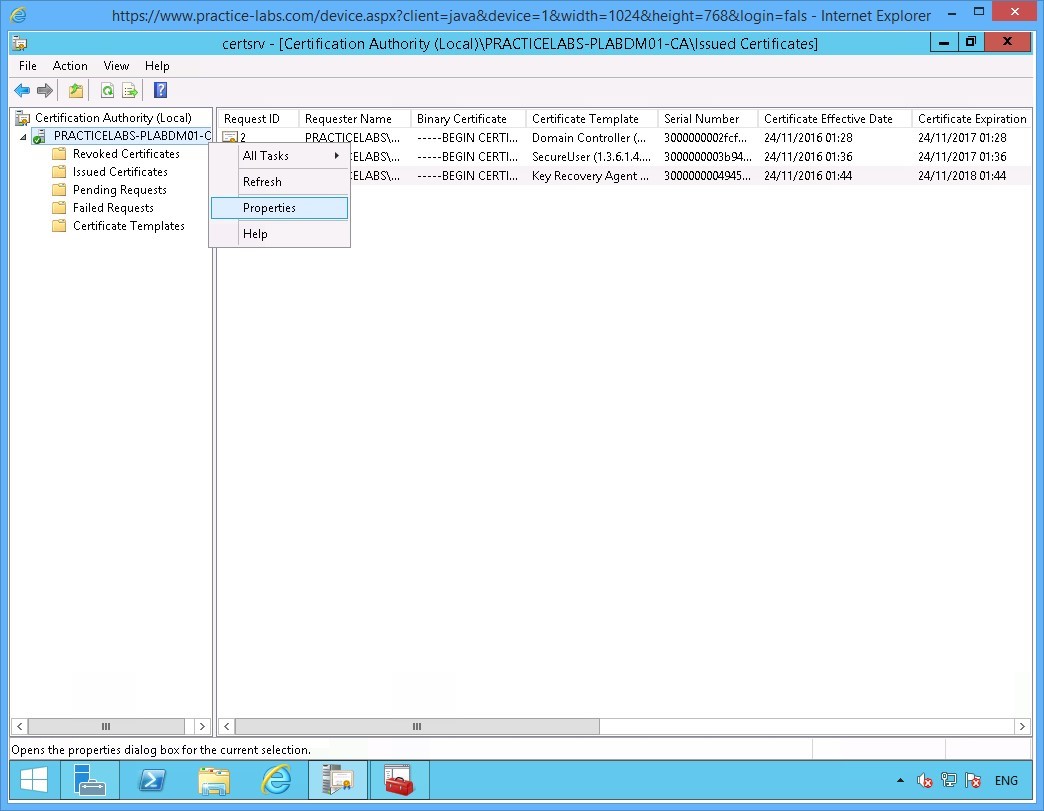 https://www.practice-labs.com/device.aspx?client=java&device=1&width=1024&height=768&login=fals - Internet Explorer
certsrv - [Certification Authority (Local)\PRACTICELABS-PLABDM01-CA\Issued Certificates]
File Action View Help
Certification Authority (Local)
PRACTICELABS-PLABDM01-C
Revoked Certificates
Issued Certificates
Pending Requests
Failed Requests
Certificate Templates
Request ID Requester Name Binary Certificate Certificate Template Serial Number Certificate Effective Date Certificate Expiration
2 PRACTICELABS\... -----BEGIN CERTI... Domain Controller (... 3000000002fcf... 24/11/2016 01:28 24/11/2017 01:28
ELABS\... -----BEGIN CERTI... SecureUser (1.3.6.1.4.... 3000000003b94... 24/11/2016 01:36 24/11/2017 01:36
ELABS\... -----BEGIN CERTI... Key Recovery Agent ... 300000004945... 24/11/2016 01:44 24/11/2018 01:44
All Tasks
Refresh
Properties
Help
Opens the properties dialog box for the current selection.
ENG